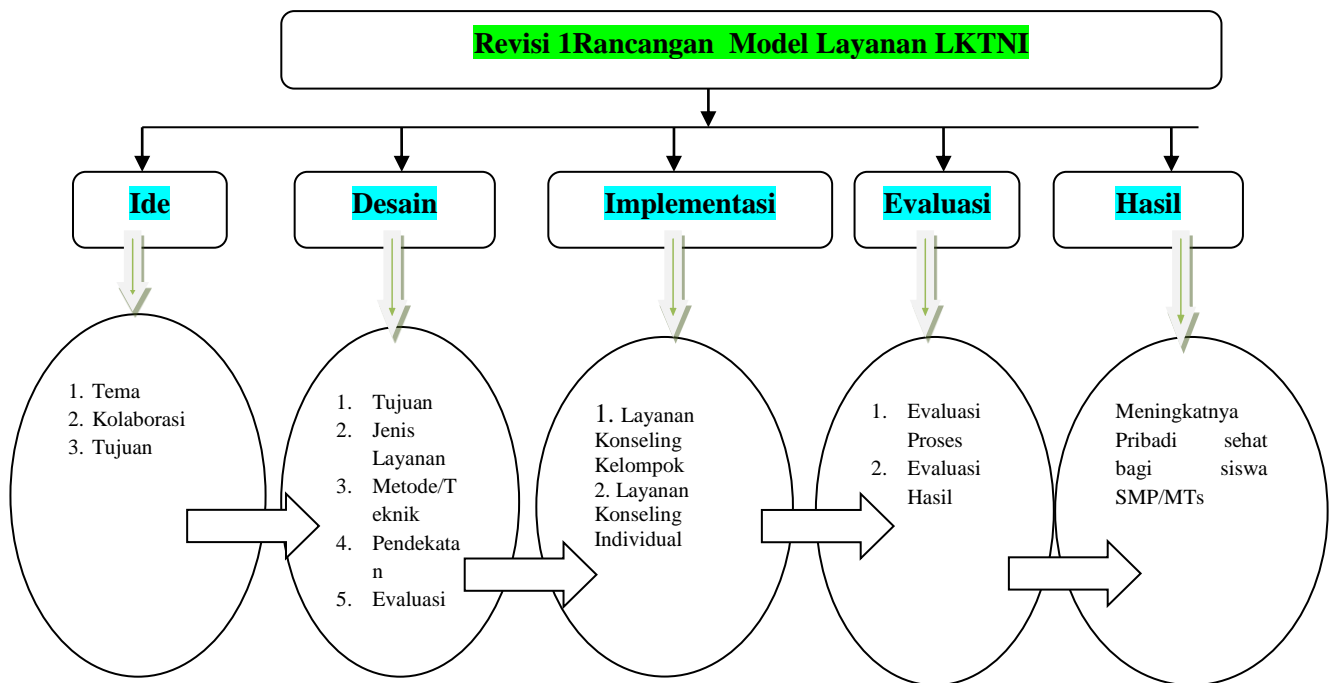 Revisi 1Rancangan Model Layanan LKTNI
Ide
Desain
Implementasi
Evaluasi
Hasil
1. Tema
2. Kolaborasi
3. Tujuan
1. Tujuan
2. Jenis
Layanan
3. Metode/T
eknik
4. Pendekata
n
5. Evaluasi
1. Layanan
Konseling
Kelompok
2. Layanan
Konseling
Individual
1. Evaluasi
Proses
2. Evaluasi
Hasil
Meningkatnya
Pribadi sehat
bagi siswa
SMP/MTs